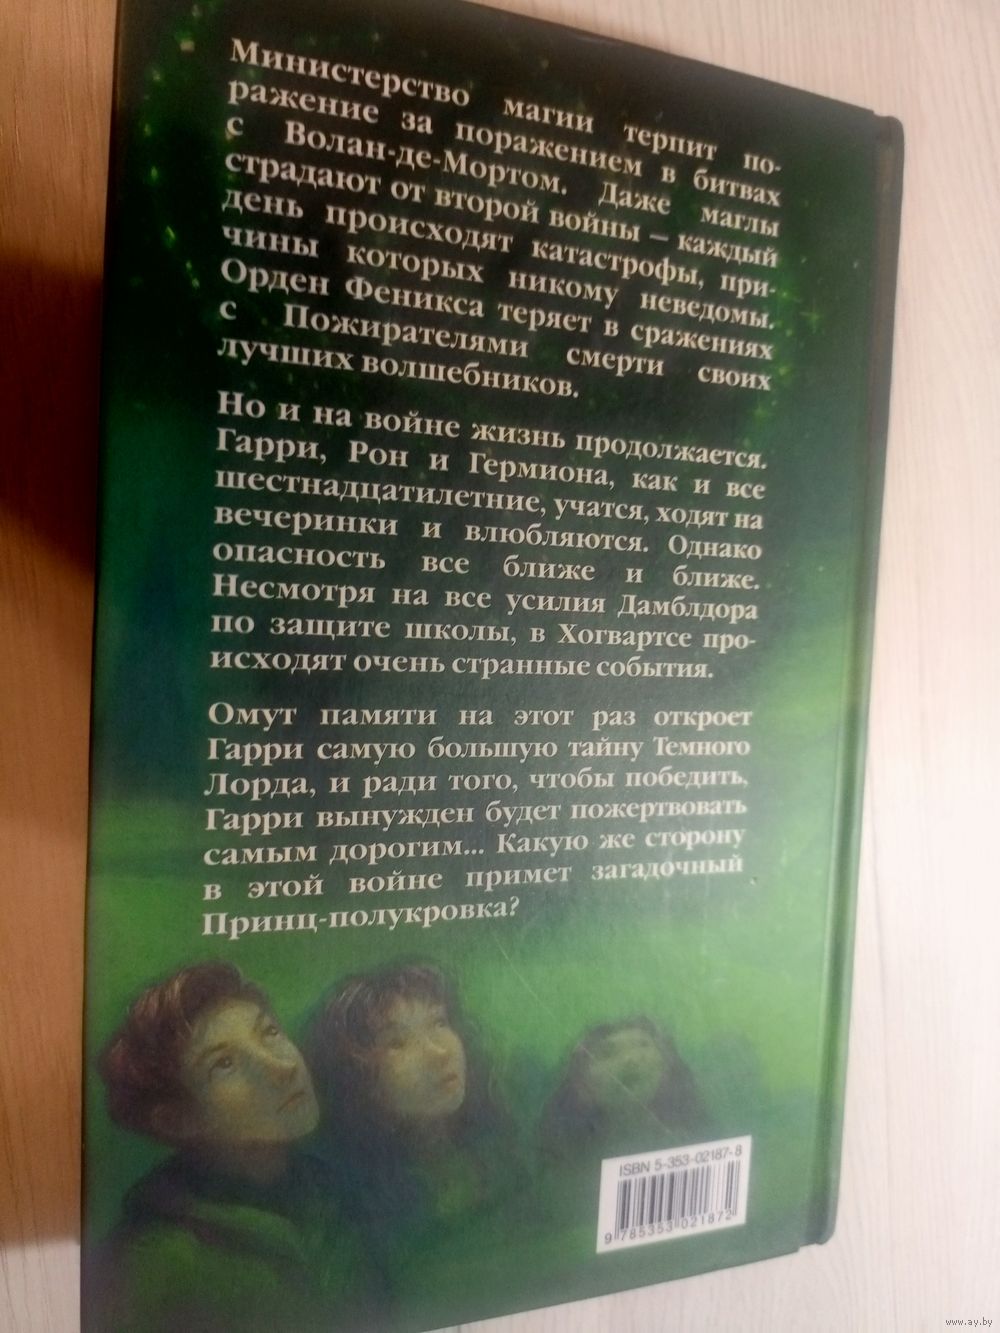 Министерство магии терпит по-
ражение за поражением в битвах
с Волан-де-Мортом. Даже маглы
страдают от второй войны – каждый
день происходят катастрофы, при-
чины которых никому неведомы.
Орден Феникса теряет в сражениях
с Пожирателями смерти своих
лучших волшебников.
Но и на войне жизнь продолжается.
Гарри, Рон и Гермиона, как и все
шестнадцатилетние, учатся, ходят на
вечеринки и влюбляются. Однако
опасность все ближе и ближе.
Несмотря на все усилия Дамблдора
по защите школы, в Хогвартсе про-
исходят очень странные события.
Омут памяти на этот раз откроет
Гарри самую большую тайну Темного
Лорда, и ради того, чтобы победить,
Гарри вынужден будет пожертвовать
самым дорогим... Какую же сторону
в этой войне примет загадочный
Принц-полукровка?
ISBN 5-353-02187-8
9 785353 021872
www.ay.by